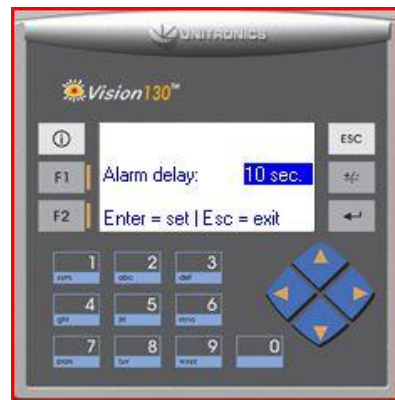 UNITRONICS
Vision130™
ESC
F1
Alarm delay: 10 sec.
+/-
F2
Enter = set | Esc = exit
1 2 3
abc def
4 5 6
ghi jkl mno
7 8 9 0
tuv wxyz